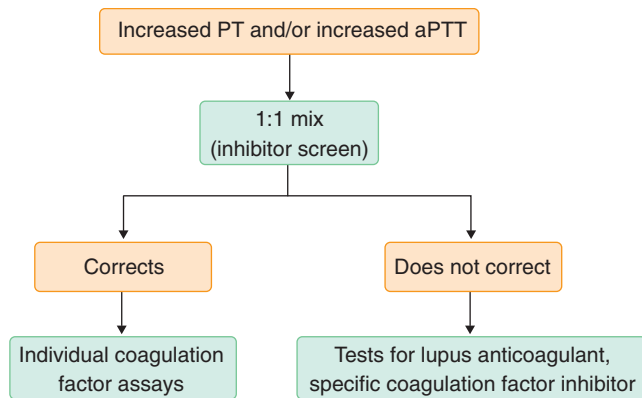 Increased PT and/or increased aPTT
1:1 mix
(inhibitor screen)
Corrects
Does not correct
Individual coagulation
factor assays
Tests for lupus anticoagulant,
specific coagulation factor inhibitor